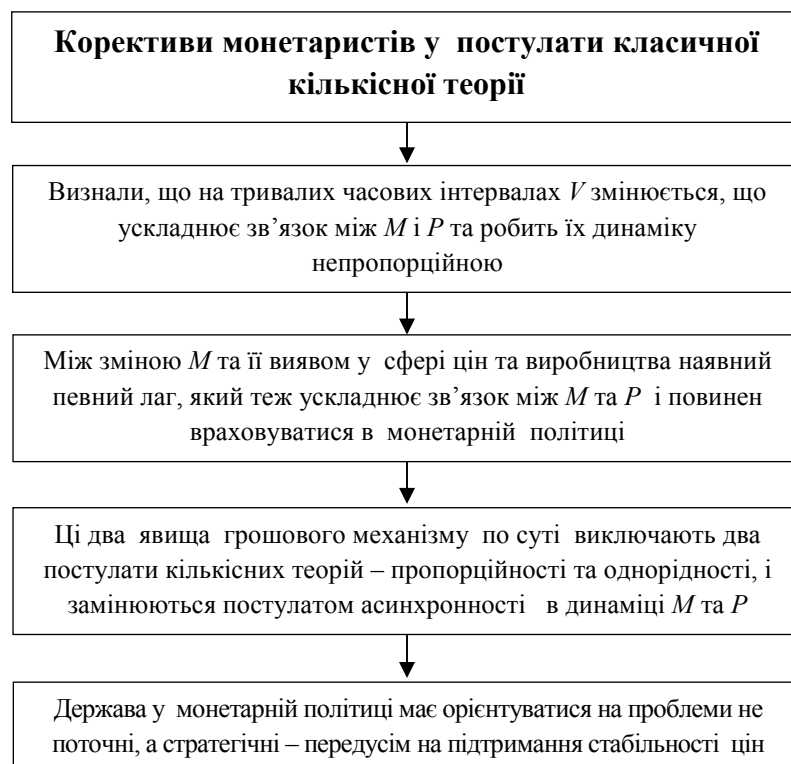 Корективи монетаристів у постулати класичної
кількісної теорії
Визнали, що на тривалих часових інтервалах V змінюється, що
ускладнює зв’язок між M і P та робить їх динаміку
непропорційною
Між зміною M та її виявом у сфері цін та виробництва наявний
певний лаг, який теж ускладнює зв’язок між M та P і повинен
враховуватися в монетарній політиці
Ці два явища грошового механізму по суті виключають два
постулати кількісних теорій – пропорційності та однорідності, і
замінюються постулатом асинхронності в динаміці M та P
Держава у монетарній політиці має орієнтуватися на проблеми не
поточні, а стратегічні – передусім на підтримання стабільності цін